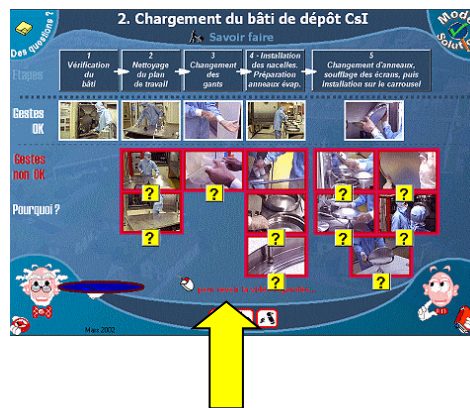 2. Chargement du bâti de dépôt CsI
Savoir faire
Des questions ?
Mode
Solut
Etapes
1
Vérification
du
bâti
2
Nettoyage
du plan
de travail
3
Changement
des
gants
4 - Installation
des nacelles.
Préparation
anneaux évap.
5
Changement d'anneaux,
soufflage des écrans, puis
installation sur le carrousel
Gestes
OK
Gestes
non OK
Pourquoi ?
? ? ? ? ?
? ? ? ?
? ?
Mars 2002